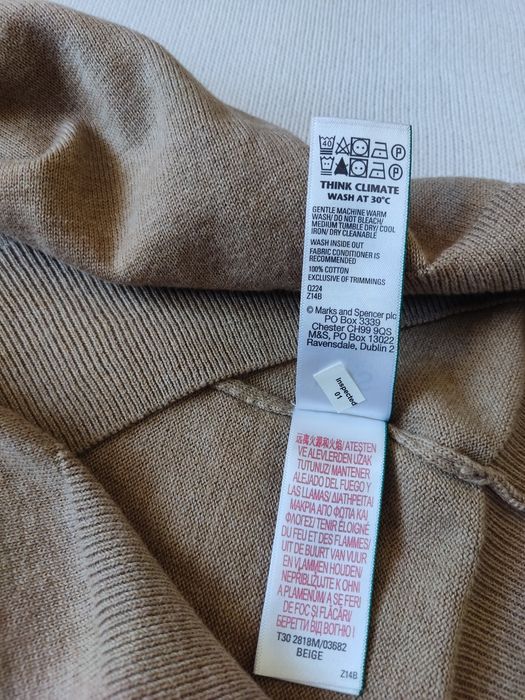 40
P
P
THINK CLIMATE
WASH AT 30°C
GENTLE MACHINE WARM
WASH/ DO NOT BLEACH/
MEDIUM TUMBLE DRY/ COOL
IRON/ DRY CLEANABLE
WASH INSIDE OUT
FABRIC CONDITIONER IS
RECOMMENDED
100% COTTON
EXCLUSIVE OF TRIMMINGS
Q224
Z14B
© Marks and Spencer plc
PO Box 3339
Chester CH99 9QS
M&S, PO Box 13022
Ravensdale, Dublin 2
Inspected
01
远离火源和火焰/ ATEŞTEN
VE ALEVLERDEN UZAK
TUTUNUZ/ MANTENER
ALEJADO DEL FUEGO Y
LAS LLAMAS/ ΔΙΑΤΗΡΕΙΤΑΙ
ΜΑΚΡΙΑ ΑΠΟ ΦΩΤΙΑ ΚΑΙ
ΦΛΟΓΕΣ/ TENIR ÉLOIGNÉ
DU FEU ET DES FLAMMES/
UIT DE BUURT VAN VUUR
EN VLAMMEN HOUDEN/
NEPŘIBLIŽUJTE K OHNI
A PLAMENŮM/ A SE FERI
DE FOC ŞI FLĂCĂRI/
БЕРЕГТИ ВІД ВОГНЮ !
T30 2818M/03682
BEIGE
Z14B